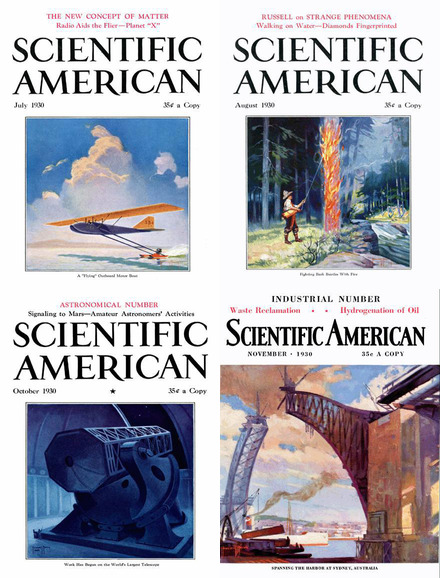 THE NEW CONCEPT OF MATTER
Radio Aids the Flier—Planet "X"
SCIENTIFIC
AMERICAN
July 1930 35¢ a Copy
A "Flying" Outboard Motor Boat
RUSSELL on STRANGE PHENOMENA
Walking on Water—Diamonds Fingerprinted
SCIENTIFIC
AMERICAN
August 1930 35¢ a Copy
Fighting Bark Beetles With Fire
ASTRONOMICAL NUMBER
Signaling to Mars—Amateur Astronomers' Activities
SCIENTIFIC
AMERICAN
October 1930 ★ 35¢ a Copy
Work Has Begun on the World's Largest Telescope
INDUSTRIAL NUMBER
Waste Reclamation • • Hydrogenation of Oil
SCIENTIFIC AMERICAN
NOVEMBER • 1930 35¢ A COPY
SPANNING THE HARBOR AT SYDNEY, AUSTRALIA